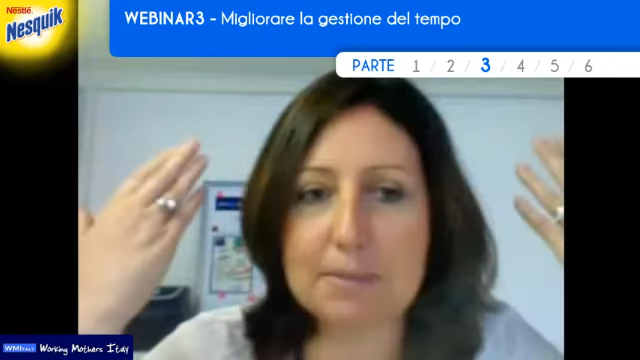 Nestlé
Nesquik
WEBINAR3 - Migliorare la gestione del tempo
PARTE 1 / 2 / 3 / 4 / 5 / 6
WMITALY Working Mothers Italy